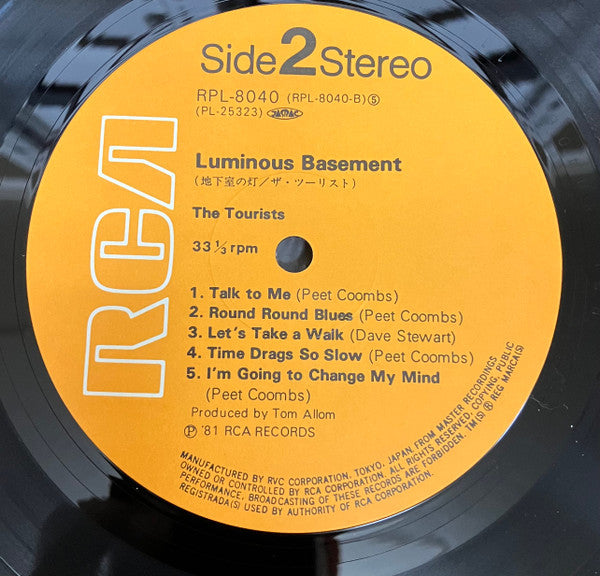 Side 2 Stereo
RPL-8040 (RPL-8040-B)⑤
(PL-25323) JASRAC
RCA
Luminous Basement
(地下室の灯/ザ・ツーリスト)
The Tourists
33 1/3 rpm
1. Talk to Me (Peet Coombs)
2. Round Round Blues (Peet Coombs)
3. Let's Take a Walk (Dave Stewart)
4. Time Drags So Slow (Peet Coombs)
5. I'm Going to Change My Mind
(Peet Coombs)
Produced by Tom Allom
Ⓟ '81 RCA RECORDS
MANUFACTURED BY RVC CORPORATION, TOKYO, JAPAN, FROM MASTER RECORDINGS
OWNED OR CONTROLLED BY RCA CORPORATION. ALL RIGHTS RESERVED. COPYING, PUBLIC
PERFORMANCE, BROADCASTING OF THESE RECORDS ARE FORBIDDEN. TM(S) ® REG MARCA(S)
REGISTRADA(S) USED BY AUTHORITY OF RCA CORPORATION.